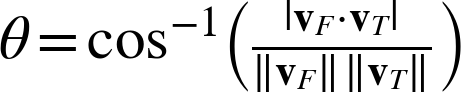 θ = cos⁻¹ ( |𝐯_F · 𝐯_T| / ‖𝐯_F‖ ‖𝐯_T‖ )